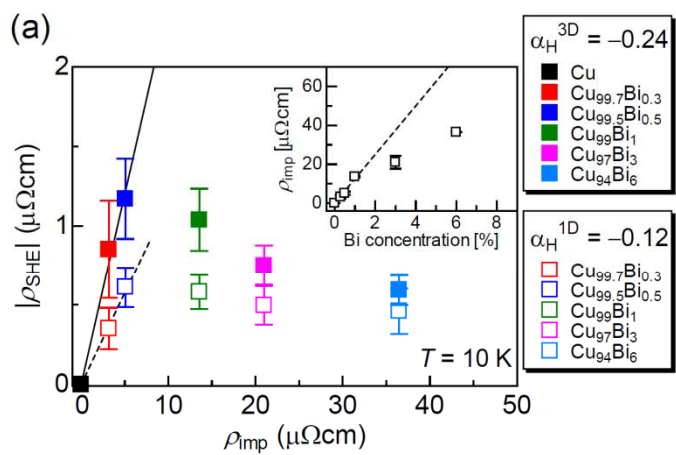 (a)
|ρSHE| (μΩcm)
2
1
0
0 10 20 30 40 50
ρimp (μΩcm)
T = 10 K
ρimp [μΩcm]
60
40
20
0
0 2 4 6 8
Bi concentration [%]
αH3D = –0.24
Cu
Cu99.7Bi0.3
Cu99.5Bi0.5
Cu99Bi1
Cu97Bi3
Cu94Bi6
αH1D = –0.12
Cu99.7Bi0.3
Cu99.5Bi0.5
Cu99Bi1
Cu97Bi3
Cu94Bi6